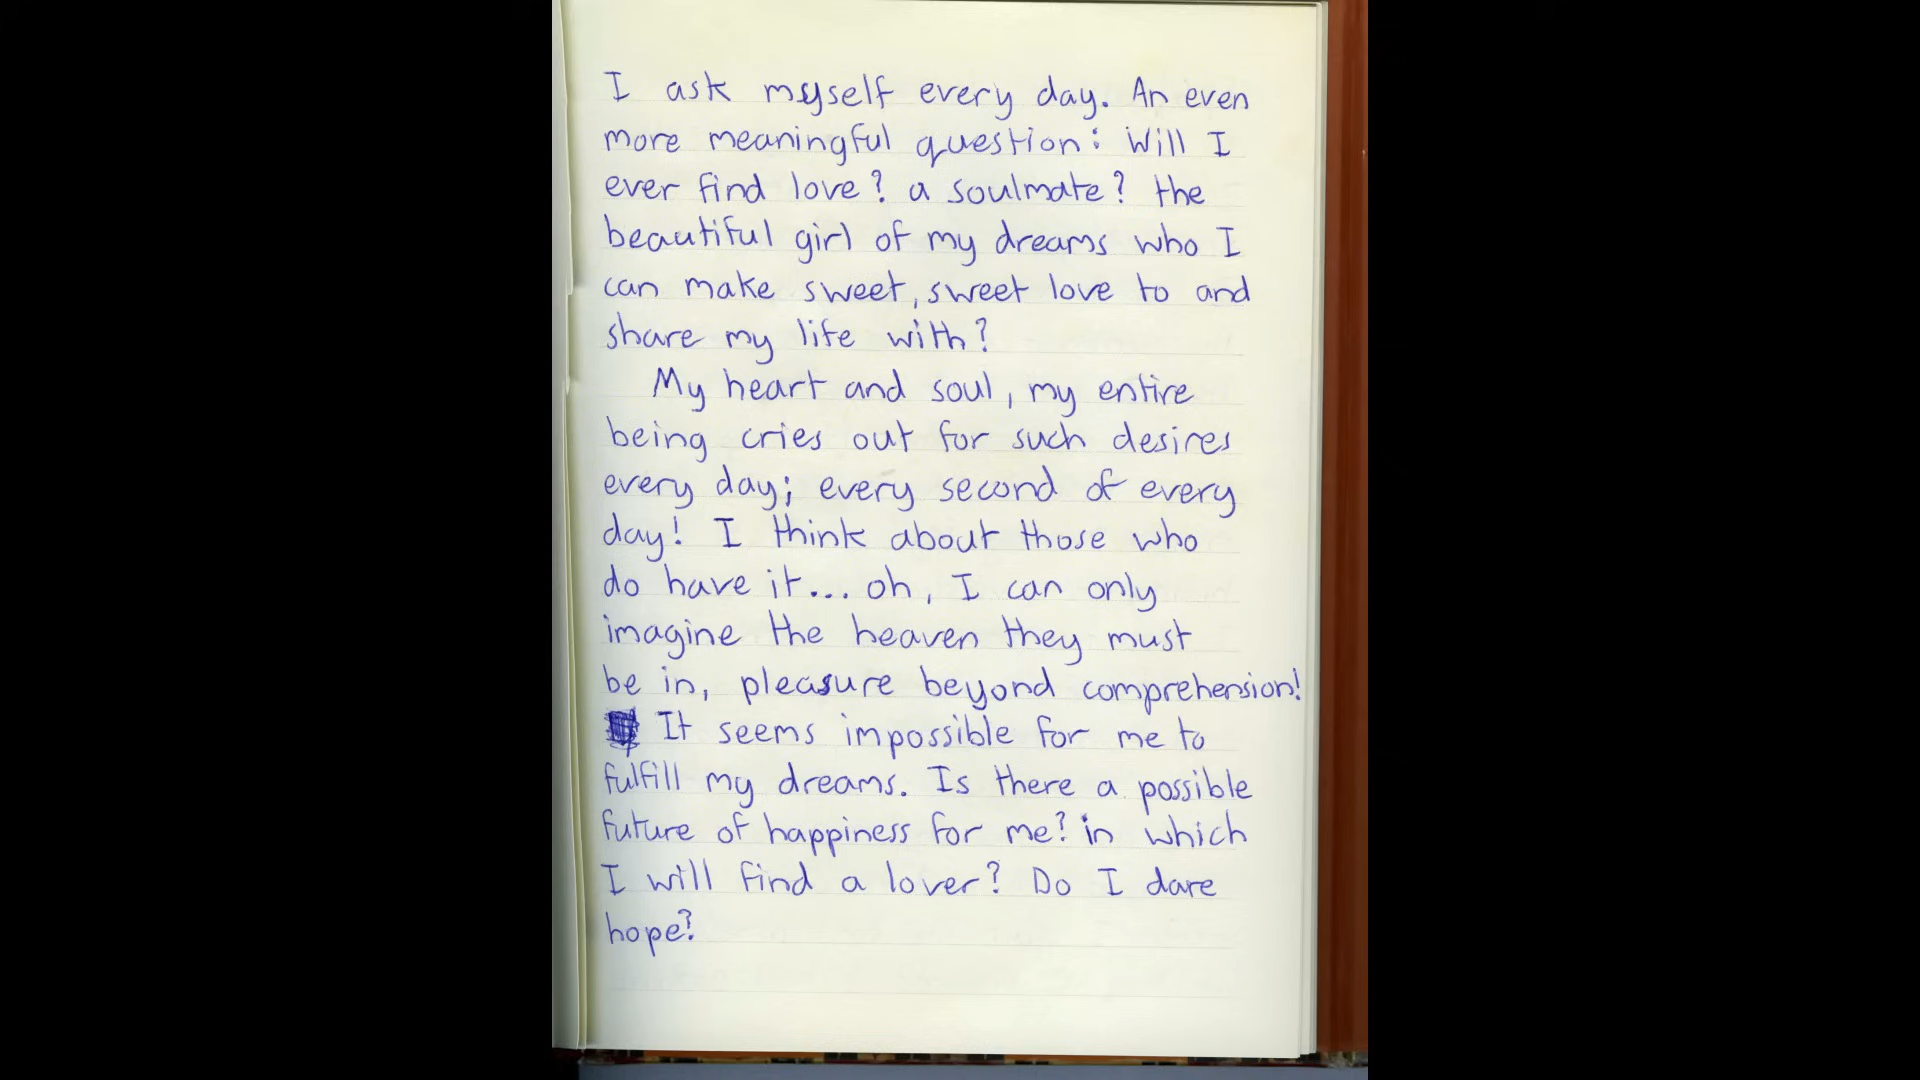 I ask myself every day. An even
more meaningful question: Will I
ever find love? a soulmate? the
beautiful girl of my dreams who I
can make sweet, sweet love to and
share my life with?
My heart and soul, my entire
being cries out for such desires
every day; every second of every
day! I think about those who
do have it... oh, I can only
imagine the heaven they must
be in, pleasure beyond comprehension!
It seems impossible for me to
fulfill my dreams. Is there a possible
future of happiness for me? in which
I will find a lover? Do I dare
hope?